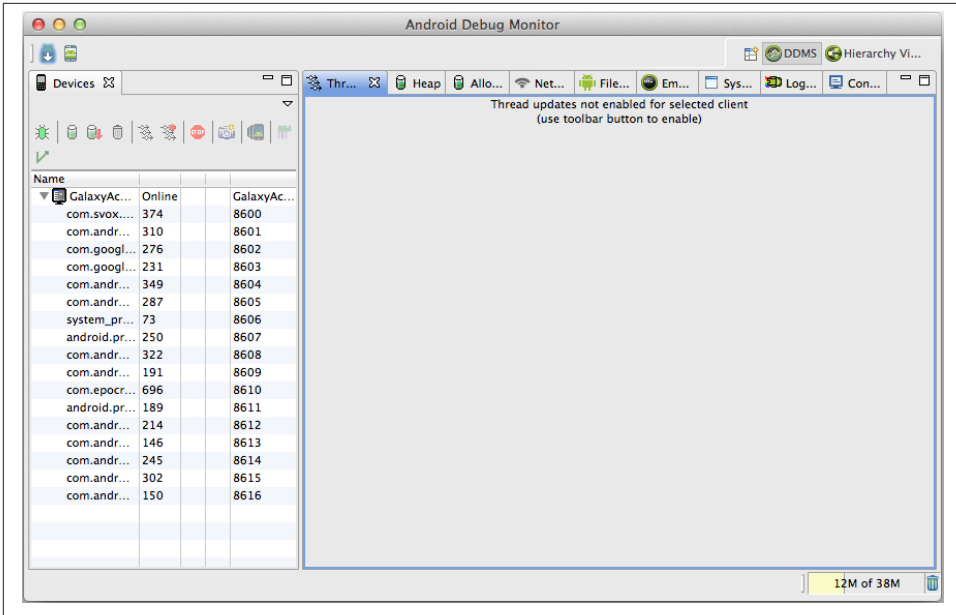 Android Debug Monitor
DDMS Hierarchy Vi...
Devices
Thr... Heap Allo... Net... File... Em... Sys... Log... Con...
Thread updates not enabled for selected client
(use toolbar button to enable)
Name
GalaxyAc... Online GalaxyAc...
com.svox.... 374 8600
com.andr... 310 8601
com.googl... 276 8602
com.googl... 231 8603
com.andr... 349 8604
com.andr... 287 8605
system_pr... 73 8606
android.pr... 250 8607
com.andr... 322 8608
com.andr... 191 8609
com.epocr... 696 8610
android.pr... 189 8611
com.andr... 214 8612
com.andr... 146 8613
com.andr... 245 8614
com.andr... 302 8615
com.andr... 150 8616
12M of 38M